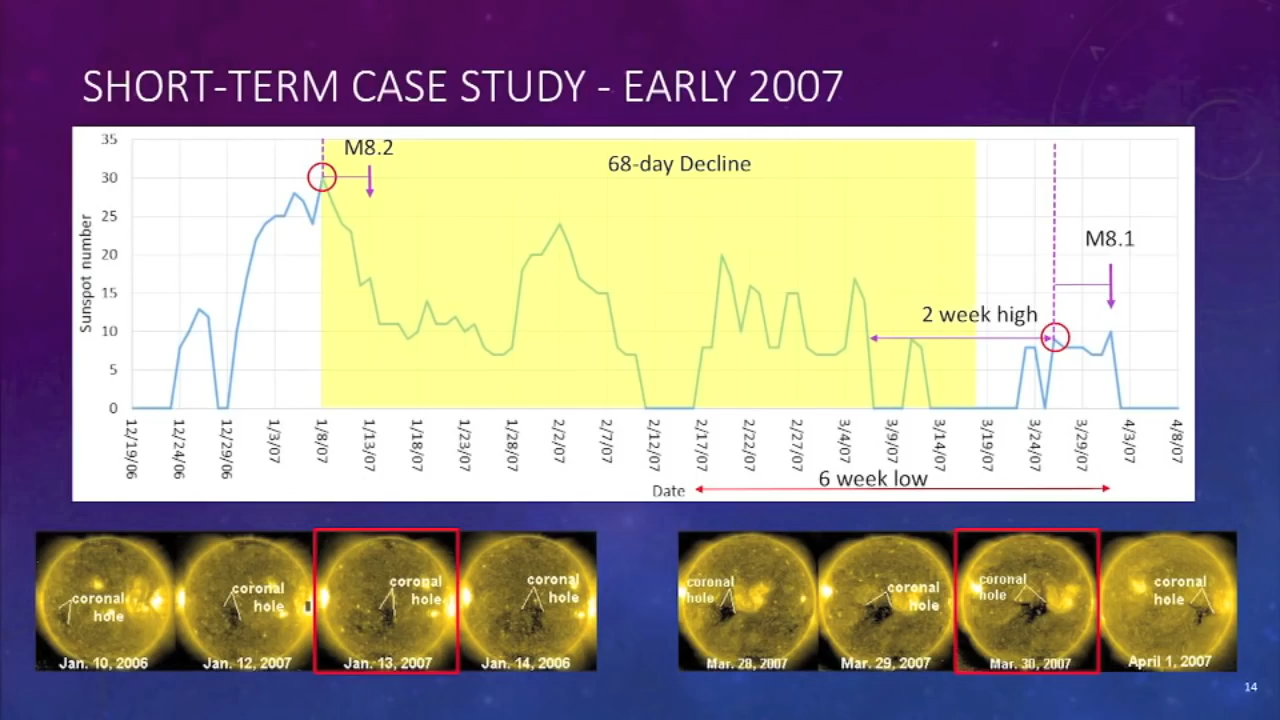 SHORT-TERM CASE STUDY - EARLY 2007
35
30
25
20
15
10
5
0
Sunspot number
M8.2
68-day Decline
M8.1
2 week high
12/19/06
12/24/06
12/29/06
1/3/07
1/8/07
1/13/07
1/18/07
1/23/07
1/28/07
2/2/07
2/7/07
2/12/07
2/17/07
2/22/07
2/27/07
3/4/07
3/9/07
3/14/07
3/19/07
3/24/07
3/29/07
4/3/07
4/8/07
6 week low
Date
coronal
hole
Jan. 10, 2006
coronal
hole
Jan. 12, 2007
coronal
hole
Jan. 13, 2007
coronal
hole
Jan. 14, 2006
coronal
hole
Mar. 28, 2007
coronal
hole
Mar. 29, 2007
coronal
hole
Mar. 30, 2007
coronal
hole
April 1, 2007
14